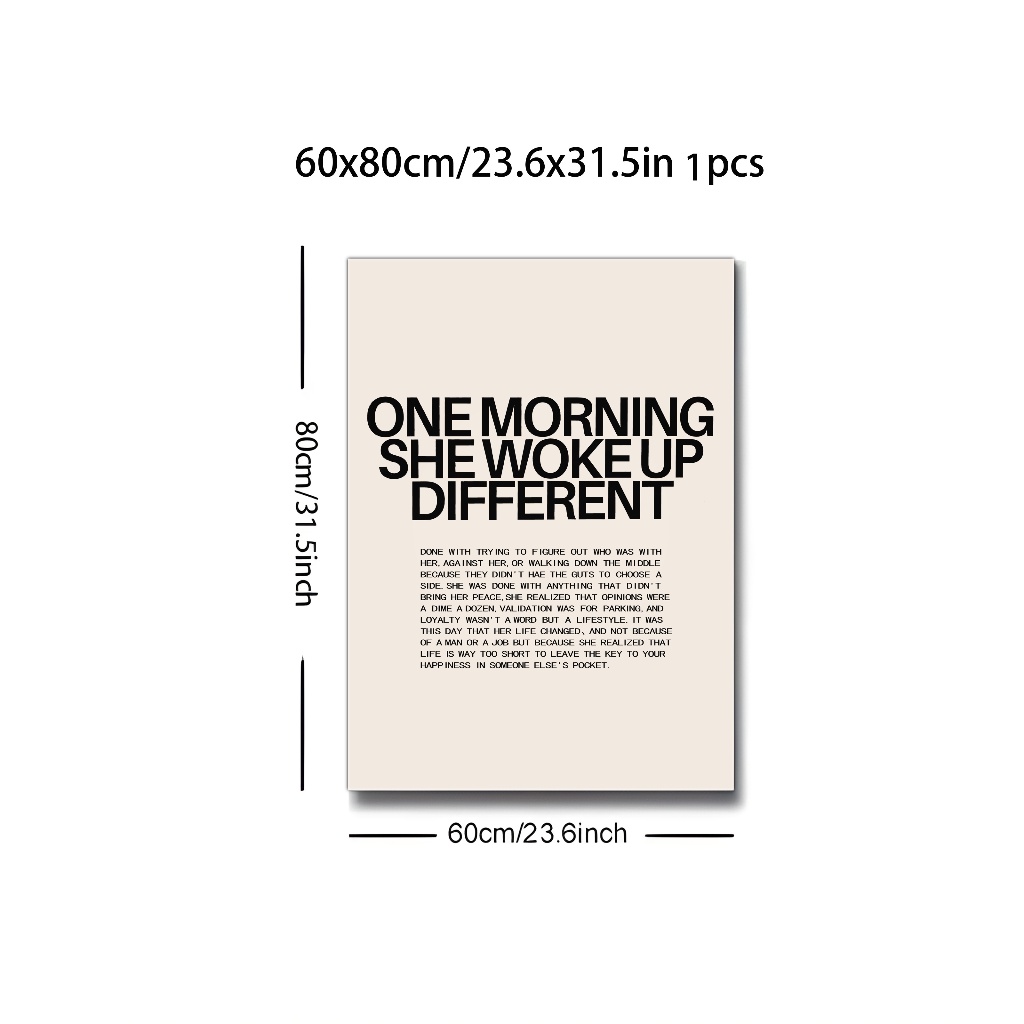 60x80cm/23.6x31.5in 1pcs
80cm/31.5inch
ONE MORNING
SHE WOKE UP
DIFFERENT
DONE WITH TRYING TO FIGURE OUT WHO WAS WITH
HER, AGAINST HER, OR WALKING DOWN THE MIDDLE
BECAUSE THEY DIDN'T HAE THE GUTS TO CHOOSE A
SIDE. SHE WAS DONE WITH ANYTHING THAT DIDN'T
BRING HER PEACE, SHE REALIZED THAT OPINIONS WERE
A DIME A DOZEN, VALIDATION WAS FOR PARKING, AND
LOYALTY WASN'T A WORD BUT A LIFESTYLE. IT WAS
THIS DAY THAT HER LIFE CHANGED, AND NOT BECAUSE
OF A MAN OR A JOB BUT BECAUSE SHE REALIZED THAT
LIFE IS WAY TOO SHORT TO LEAVE THE KEY TO YOUR
HAPPINESS IN SOMEONE ELSE'S POCKET.
60cm/23.6inch